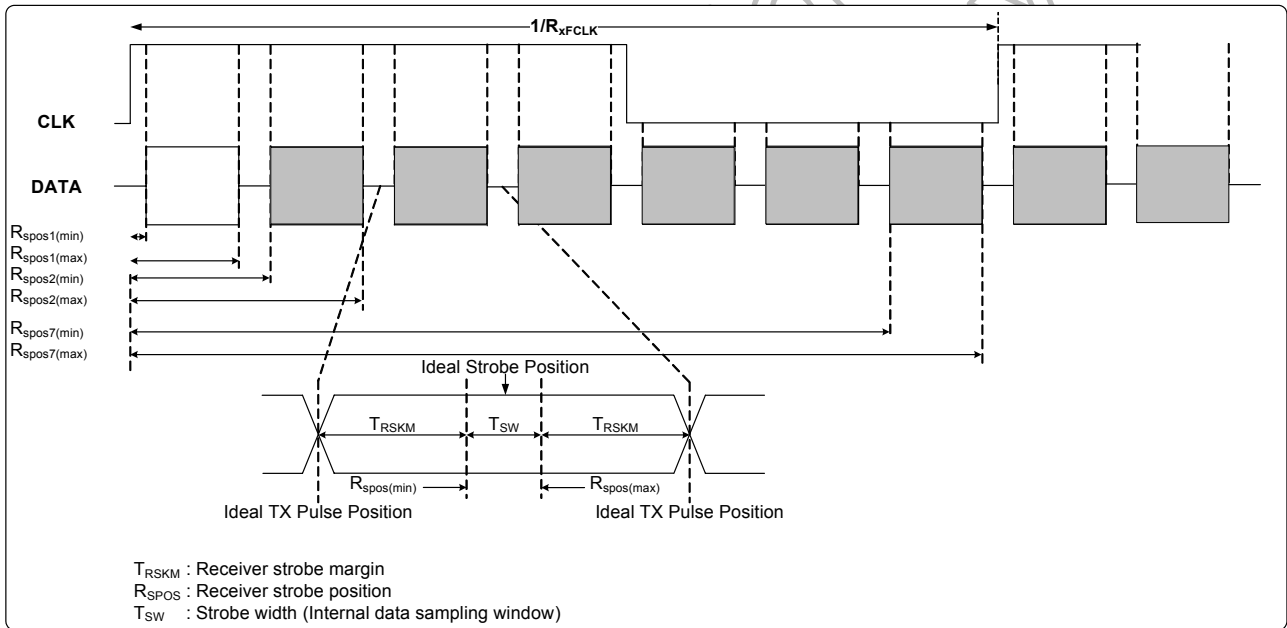 1/RxFCLK
CLK
DATA
Rspos1(min)
Rspos1(max)
Rspos2(min)
Rspos2(max)
Rspos7(min)
Rspos7(max)
Ideal Strobe Position
TRSKM TSW TRSKM
Rspos(min) Rspos(max)
Ideal TX Pulse Position Ideal TX Pulse Position
TRSKM : Receiver strobe margin
RSPOS : Receiver strobe position
TSW : Strobe width (Internal data sampling window)